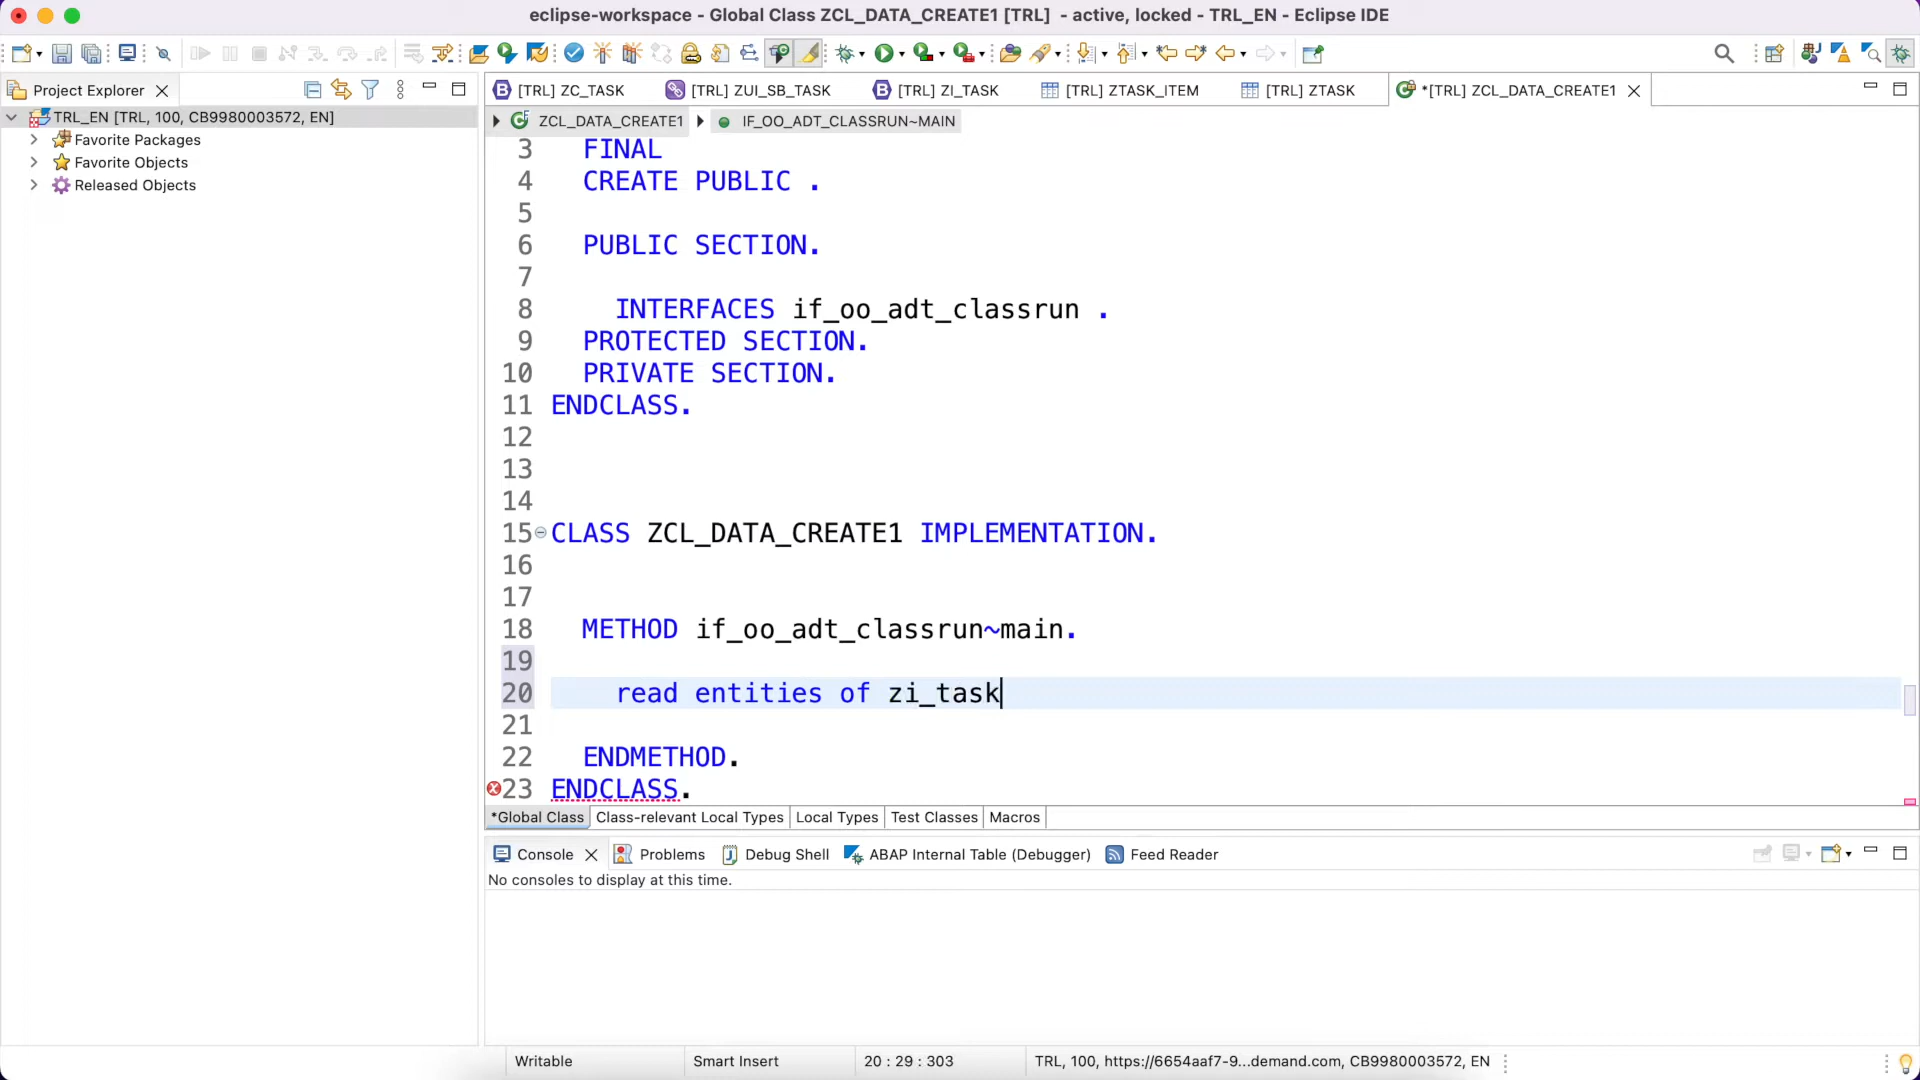 eclipse-workspace - Global Class ZCL_DATA_CREATE1 [TRL] - active, locked - TRL_EN - Eclipse IDE
Project Explorer
TRL_EN [TRL, 100, CB9980003572, EN]
Favorite Packages
Favorite Objects
Released Objects
[TRL] ZC_TASK
[TRL] ZUI_SB_TASK
[TRL] ZI_TASK
[TRL] ZTASK_ITEM
[TRL] ZTASK
*[TRL] ZCL_DATA_CREATE1
ZCL_DATA_CREATE1
IF_OO_ADT_CLASSRUN~MAIN
3 FINAL
4 CREATE PUBLIC .
5
6 PUBLIC SECTION.
7
8 INTERFACES if_oo_adt_classrun .
9 PROTECTED SECTION.
10 PRIVATE SECTION.
11 ENDCLASS.
12
13
14
15 CLASS ZCL_DATA_CREATE1 IMPLEMENTATION.
16
17
18 METHOD if_oo_adt_classrun~main.
19
20 read entities of zi_task
21
22 ENDMETHOD.
23 ENDCLASS.
*Global Class
Class-relevant Local Types
Local Types
Test Classes
Macros
Console
Problems
Debug Shell
ABAP Internal Table (Debugger)
Feed Reader
No consoles to display at this time.
Writable
Smart Insert
20 : 29 : 303
TRL, 100, https://6654aaf7-9...demand.com, CB9980003572, EN